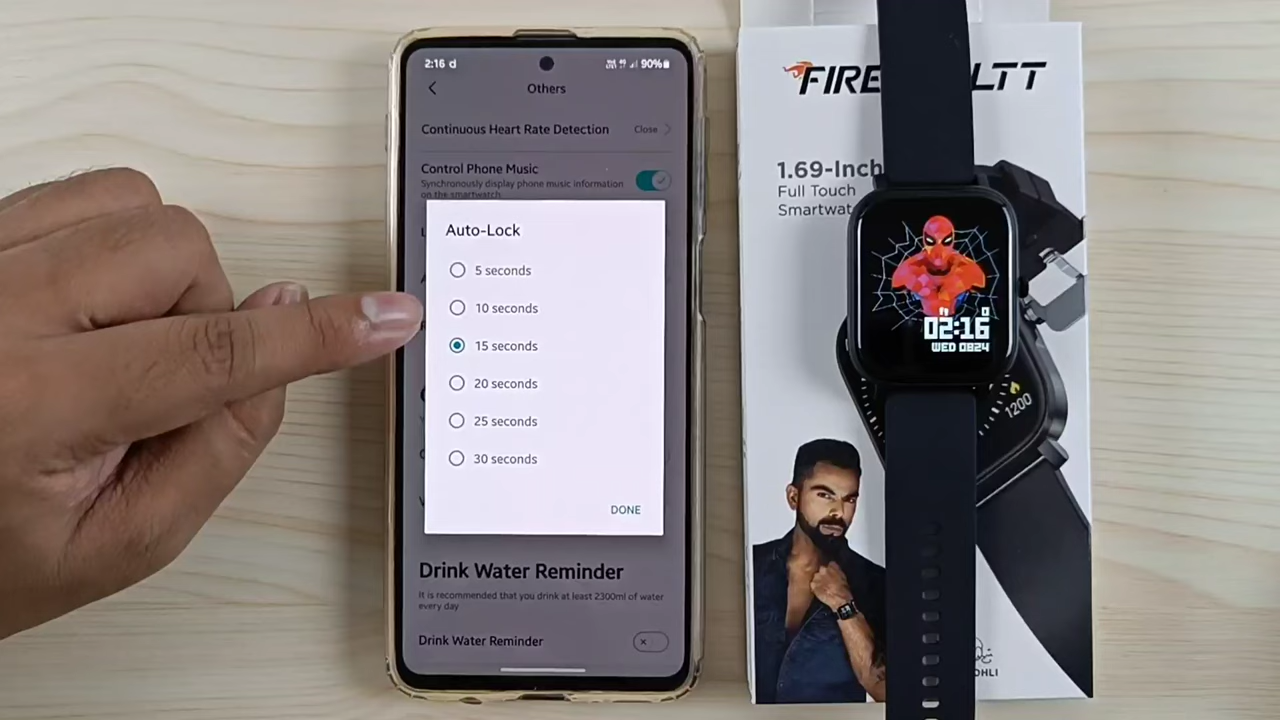 2:16 d
90%
Others
Continuous Heart Rate Detection
Close
Control Phone Music
Synchronously display phone music information
on the smartwatch
Auto-Lock
5 seconds
10 seconds
15 seconds
20 seconds
25 seconds
30 seconds
DONE
Drink Water Reminder
It is recommended that you drink at least 2300ml of water
every day
Drink Water Reminder
FIRE LTT
1.69-Inch
Full Touch
Smartwat
02:16
WED 0824
1200
OHLI